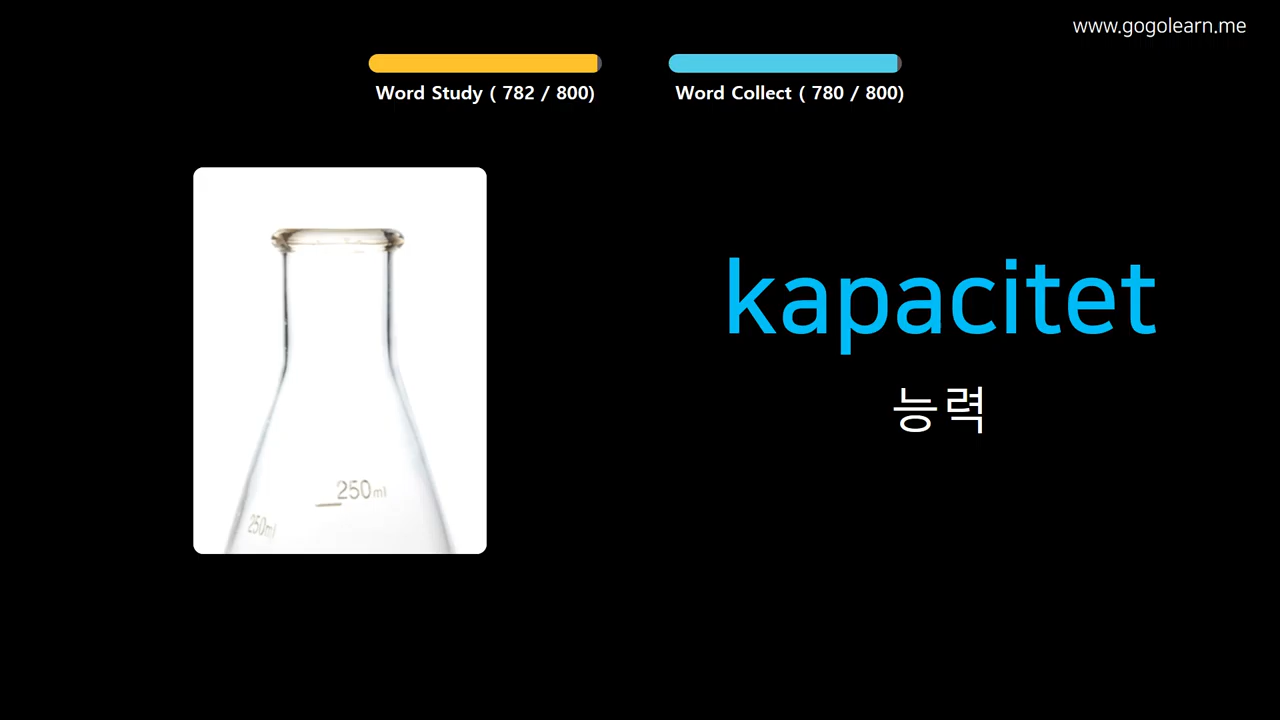 www.gogolearn.me
Word Study ( 782 / 800)
Word Collect ( 780 / 800)
kapacitet
능력
250ml
250ml